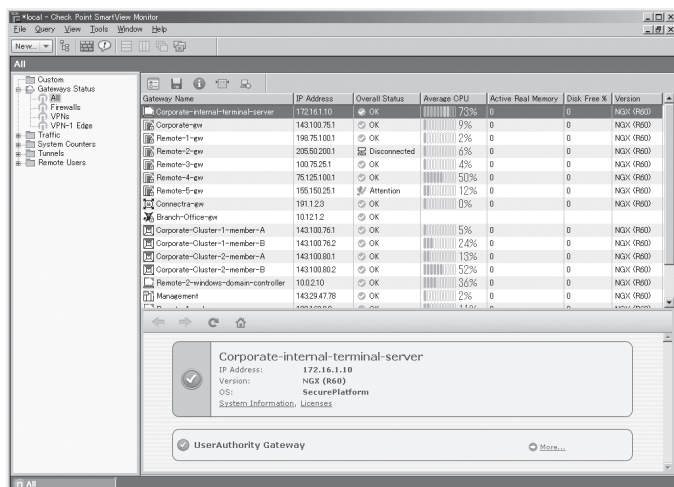 *local - Check Point SmartView Monitor
File Query View Tools Window Help
New...
All
Custom
Gateways Status
All
Firewalls
VPNs
VPN-1 Edge
Traffic
System Counters
Tunnels
Remote Users
Gateway Name IP Address Overall Status Average CPU Active Real Memory Disk Free % Version
Corporate-internal-terminal-server 172.16.1.10 OK 73% 0 0 NGX (R60)
Corporate-gw 143.100.75.1 OK 9% 0 0 NGX (R60)
Remote-1-gw 198.75.100.1 OK 2% 0 0 NGX (R60)
Remote-2-gw 205.50.200.1 Disconnected 6% 0 0 NGX (R60)
Remote-3-gw 100.75.25.1 OK 4% 0 0 NGX (R60)
Remote-4-gw 75.125.100.1 OK 50% 0 0 NGX (R60)
Remote-5-gw 155.150.25.1 Attention 12% 0 0 NGX (R60)
Connectra-gw 191.1.2.3 OK 0% 0 0 NGX (R60)
Branch-Office-gw 10.12.1.2 OK
Corporate-Cluster-1-member-A 143.100.76.1 OK 5% 0 0 NGX (R60)
Corporate-Cluster-1-member-B 143.100.76.2 OK 24% 0 0 NGX (R60)
Corporate-Cluster-2-member-A 143.100.80.1 OK 13% 0 0 NGX (R60)
Corporate-Cluster-2-member-B 143.100.80.2 OK 52% 0 0 NGX (R60)
Remote-2-windows-domain-controller 10.0.2.10 OK 36% 0 0 NGX (R60)
Management 143.29.47.78 OK 2% 0 0 NGX (R60)
Corporate-internal-terminal-server
IP Address: 172.16.1.10
Version: NGX (R60)
OS: SecurePlatform
System Information, Licenses
UserAuthority Gateway More...
All